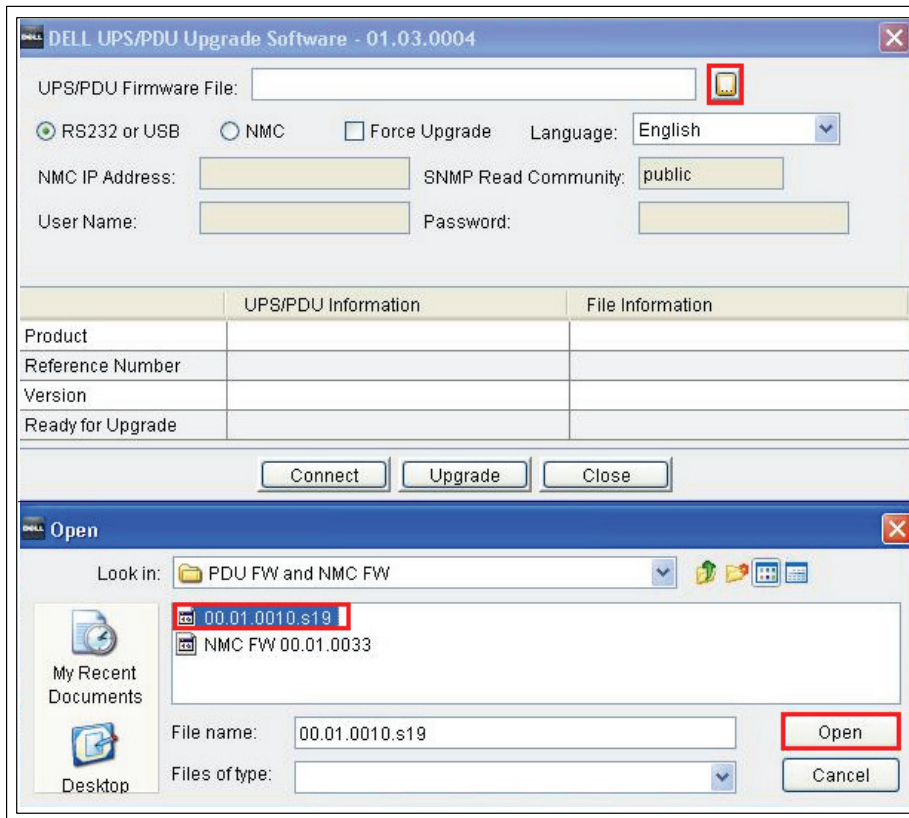 DELL DELL UPS/PDU Upgrade Software - 01.03.0004
UPS/PDU Firmware File:
RS232 or USB NMC Force Upgrade Language: English
NMC IP Address: SNMP Read Community: public
User Name: Password:
UPS/PDU Information File Information
Product
Reference Number
Version
Ready for Upgrade
Connect Upgrade Close
DELL Open
Look in: PDU FW and NMC FW
00.01.0010.s19
NMC FW 00.01.0033
My Recent
Documents
File name: 00.01.0010.s19 Open
Files of type: Cancel
Desktop